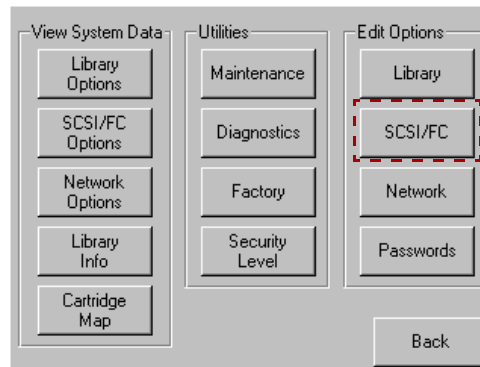 View System Data
Library
Options
SCSI/FC
Options
Network
Options
Library
Info
Cartridge
Map
Utilities
Maintenance
Diagnostics
Factory
Security
Level
Edit Options
Library
SCSI/FC
Network
Passwords
Back